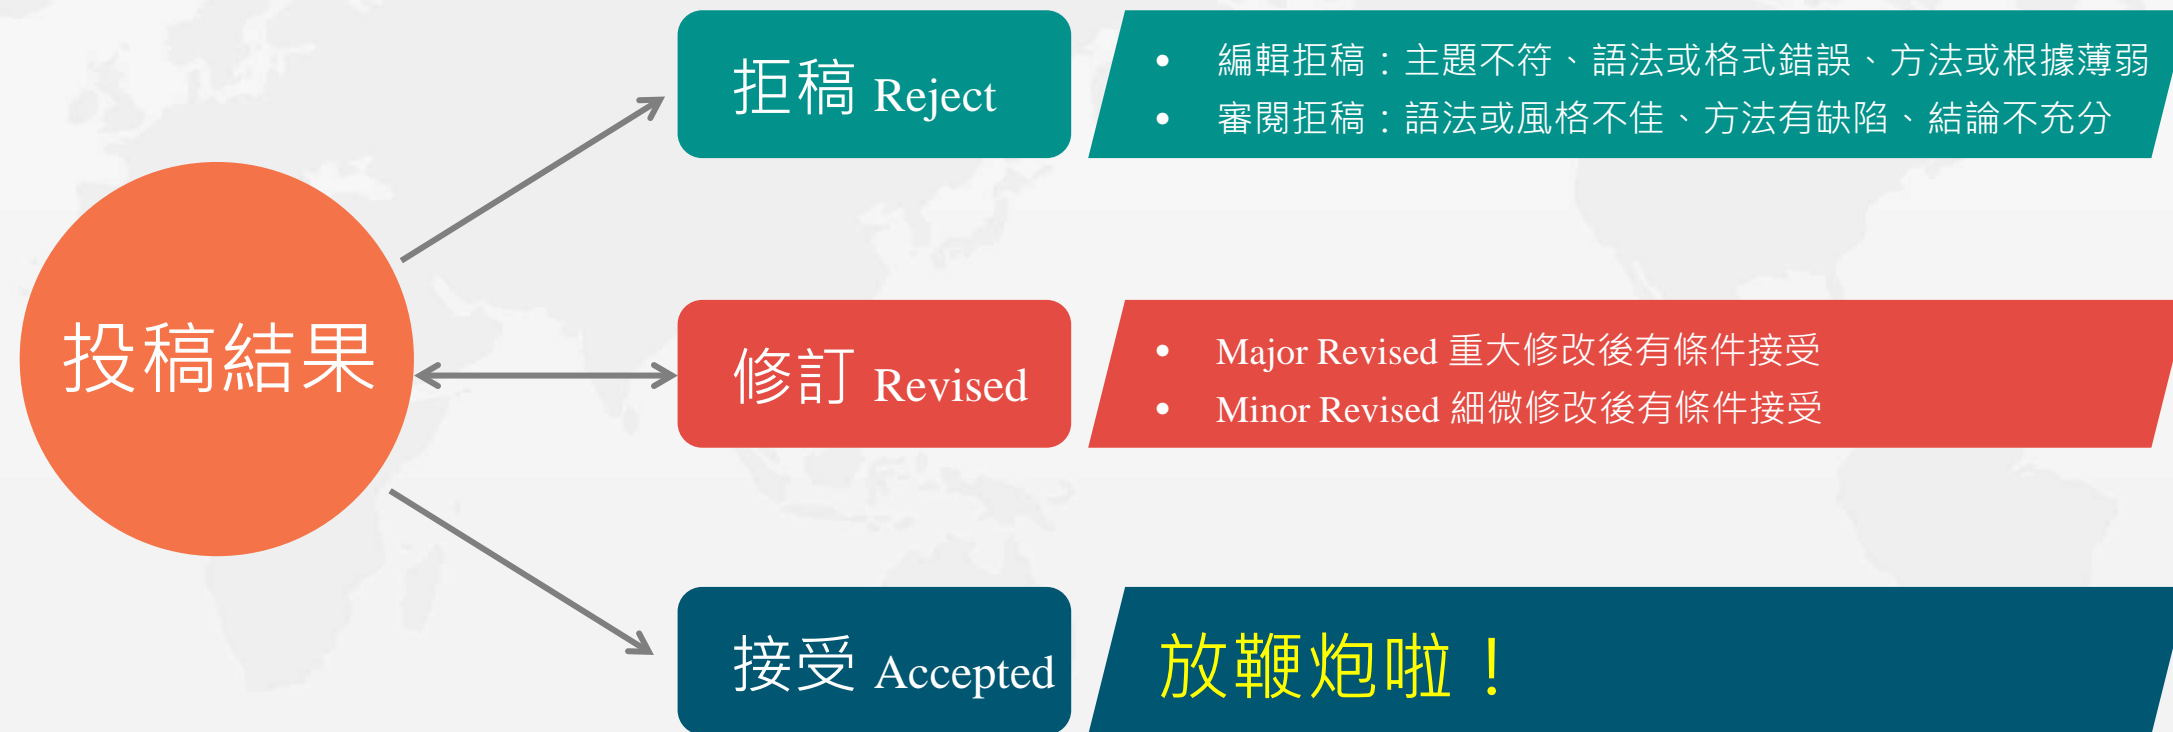 投稿結果
拒稿 Reject
• 編輯拒稿：主題不符、語法或格式錯誤、方法或根據薄弱
• 審閱拒稿：語法或風格不佳、方法有缺陷、結論不充分
修訂 Revised
• Major Revised 重大修改後有條件接受
• Minor Revised 細微修改後有條件接受
接受 Accepted
放鞭炮啦！